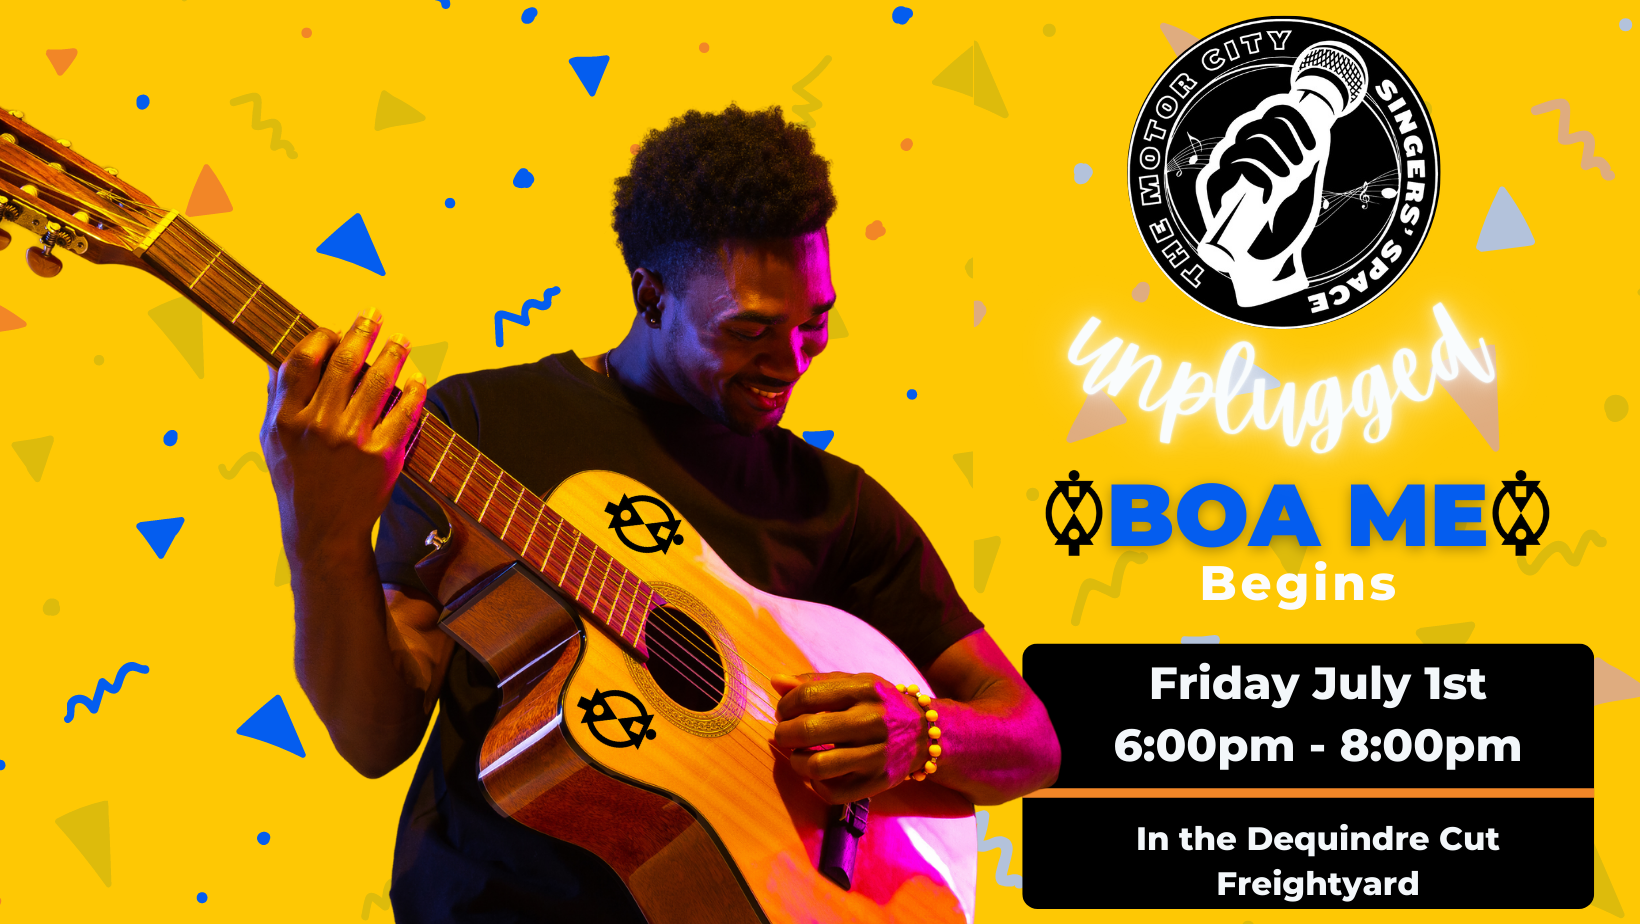 THE MOTOR CITY
SINGERS' SPACE
unplugged
BOA ME
Begins
Friday July 1st
6:00pm - 8:00pm
In the Dequindre Cut
Freightyard